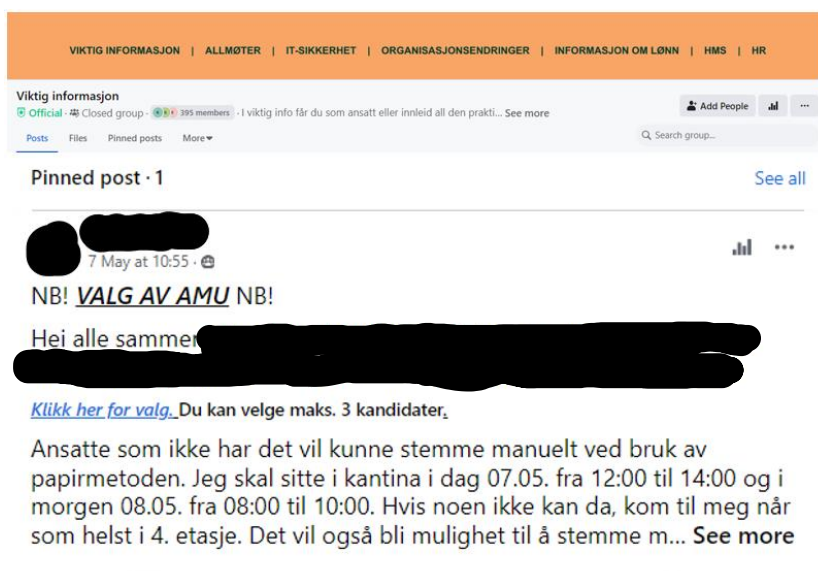 VIKTIG INFORMASJON | ALLMØTER | IT-SIKKERHET | ORGANISASJONSENDRINGER | INFORMASJON OM LØNN | HMS | HR
Viktig informasjon
Official · Closed group · 395 members · I viktig info får du som ansatt eller innleid all den prakti... See more
Add People
Posts Files Pinned posts More
Search group...
Pinned post · 1
See all
7 May at 10:55 ·
NB! VALG AV AMU NB!
Hei alle sammen
Klikk her for valg. Du kan velge maks. 3 kandidater.
Ansatte som ikke har det vil kunne stemme manuelt ved bruk av
papirmetoden. Jeg skal sitte i kantina i dag 07.05. fra 12:00 til 14:00 og i
morgen 08.05. fra 08:00 til 10:00. Hvis noen ikke kan da, kom til meg når
som helst i 4. etasje. Det vil også bli mulighet til å stemme m... See more